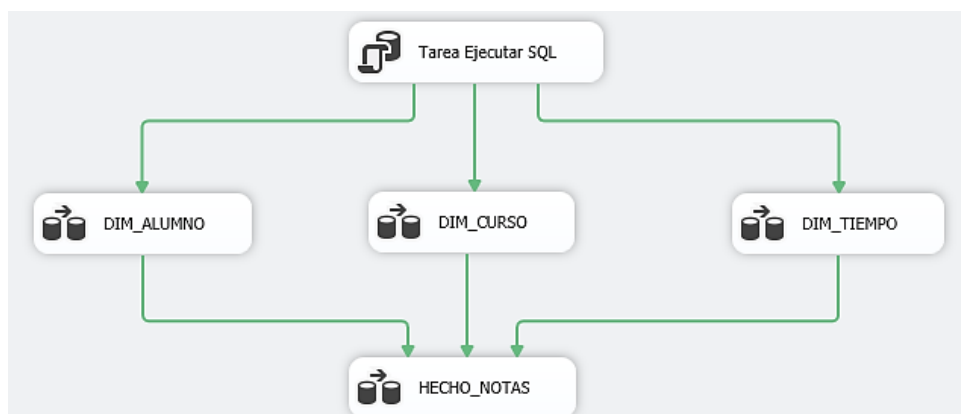 Tarea Ejecutar SQL
DIM_ALUMNO
DIM_CURSO
DIM_TIEMPO
HECHO_NOTAS